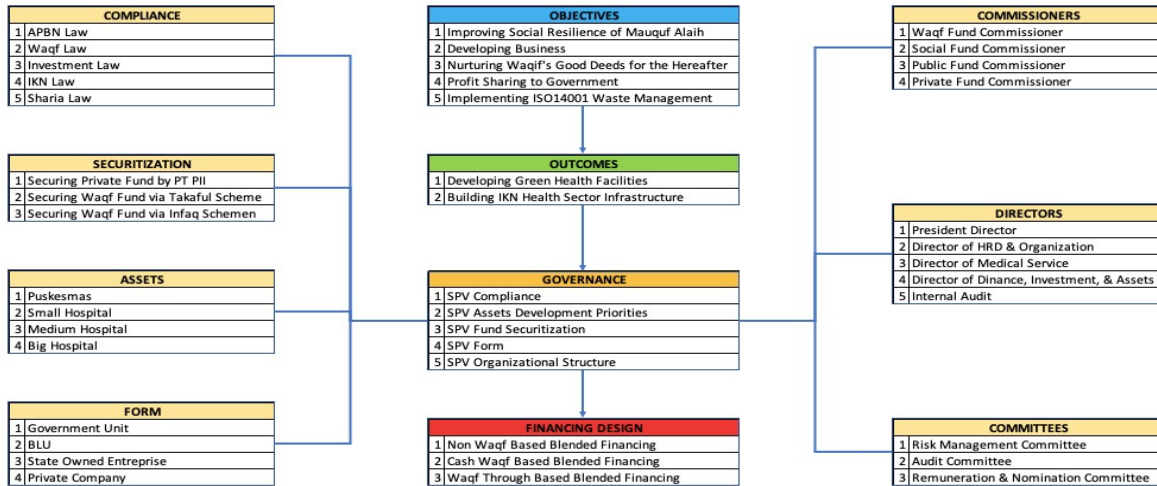 COMPLIANCE
1 APBN Law
2 Waqf Law
3 Investment Law
4 IKN Law
5 Sharia Law
SECURITIZATION
1 Securing Private Fund by PT PII
2 Securing Waqf Fund via Takaful Scheme
3 Securing Waqf Fund via Infaq Schemen
ASSETS
1 Puskesmas
2 Small Hospital
3 Medium Hospital
4 Big Hospital
FORM
1 Government Unit
2 BLU
3 State Owned Entreprise
4 Private Company
OBJECTIVES
1 Improving Social Resilience of Mauquf Alaih
2 Developing Business
3 Nurturing Waqif's Good Deeds for the Hereafter
4 Profit Sharing to Government
5 Implementing ISO14001 Waste Management
OUTCOMES
1 Developing Green Health Facilities
2 Building IKN Health Sector Infrastructure
GOVERNANCE
1 SPV Compliance
2 SPV Assets Development Priorities
3 SPV Fund Securitization
4 SPV Form
5 SPV Organizational Structure
FINANCING DESIGN
1 Non Waqf Based Blended Financing
2 Cash Waqf Based Blended Financing
3 Waqf Through Based Blended Financing
COMMISSIONERS
1 Waqf Fund Commissioner
2 Social Fund Commissioner
3 Public Fund Commissioner
4 Private Fund Commissioner
DIRECTORS
1 President Director
2 Director of HRD & Organization
3 Director of Medical Service
4 Director of Dinance, Investment, & Assets
5 Internal Audit
COMMITTEES
1 Risk Management Committee
2 Audit Committee
3 Remuneration & Nomination Committee